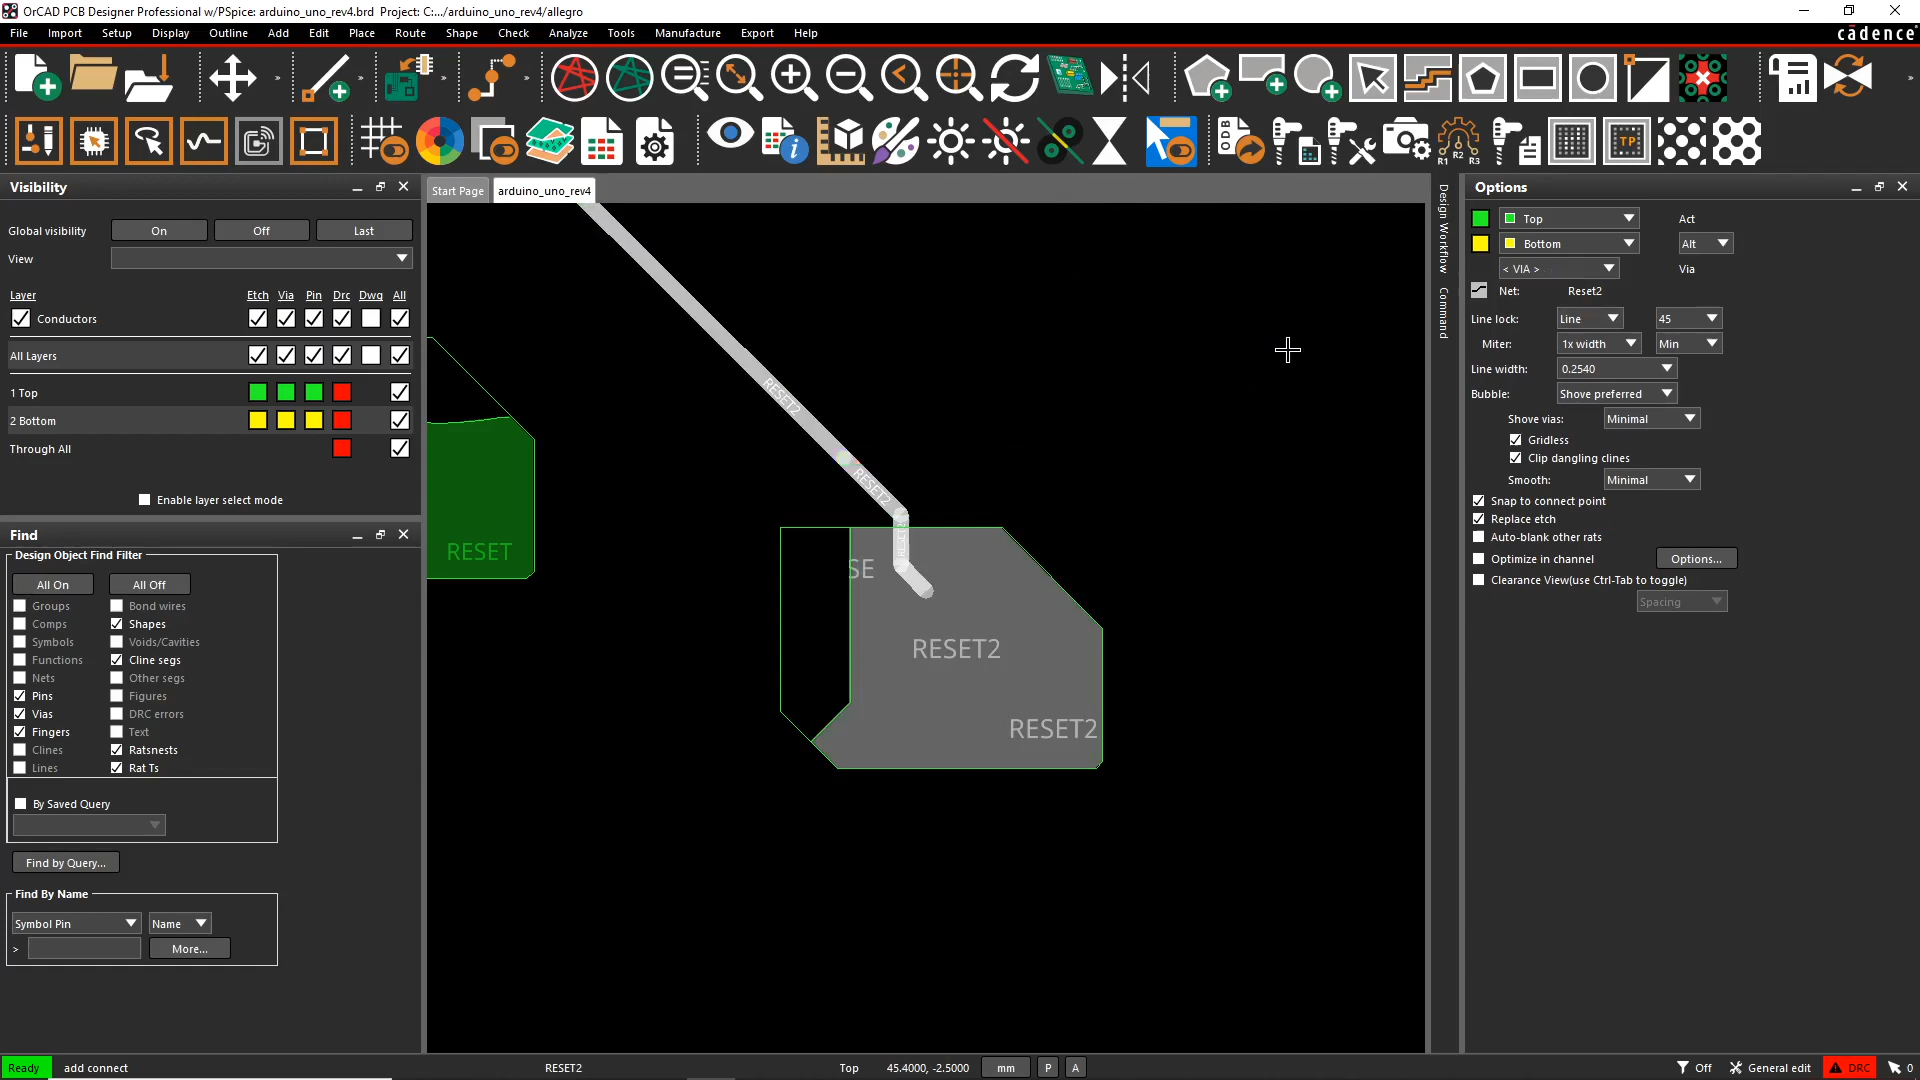 OrCAD PCB Designer Professional w/PSpice: arduino_uno_rev4.brd Project: C:.../arduino_uno_rev4/allegro
File Import Setup Display Outline Add Edit Place Route Shape Check Analyze Tools Manufacture Export Help
cādence
ODB
R1 R2 R3
TP
Visibility
Global visibility On Off Last
View
Layer Etch Via Pin Drc Dwg All
Conductors
All Layers
1 Top
2 Bottom
Through All
Enable layer select mode
Find
Design Object Find Filter
All On All Off
Groups Bond wires
Comps Shapes
Symbols Voids/Cavities
Functions Cline segs
Nets Other segs
Pins Figures
Vias DRC errors
Fingers Text
Clines Ratsnests
Lines Rat Ts
By Saved Query
Find by Query...
Find By Name
Symbol Pin Name
> More...
Start Page arduino_uno_rev4
RESET2
RESET2
RESET
SE
RESET2
RESET2
Design Workflow
Command
Options
Top Act
Bottom Alt
< VIA > Via
Net: Reset2
Line lock: Line 45
Miter: 1x width Min
Line width: 0.2540
Bubble: Shove preferred
Shove vias: Minimal
Gridless
Clip dangling clines
Smooth: Minimal
Snap to connect point
Replace etch
Auto-blank other rats
Optimize in channel Options...
Clearance View(use Ctrl-Tab to toggle)
Spacing
Ready add connect RESET2 Top 45.4000, -2.5000 mm P A Off General edit DRC 0